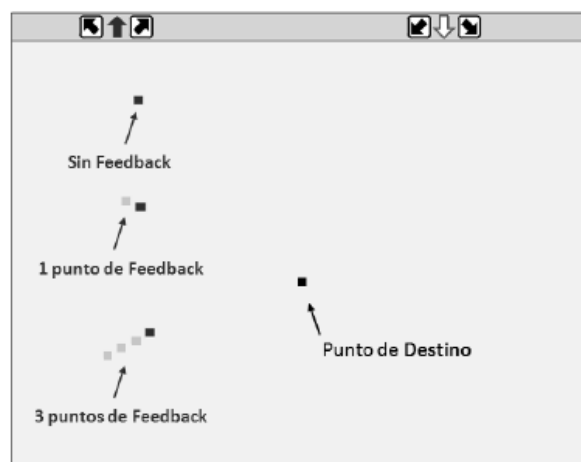 Sin Feedback
1 punto de Feedback
Punto de Destino
3 puntos de Feedback